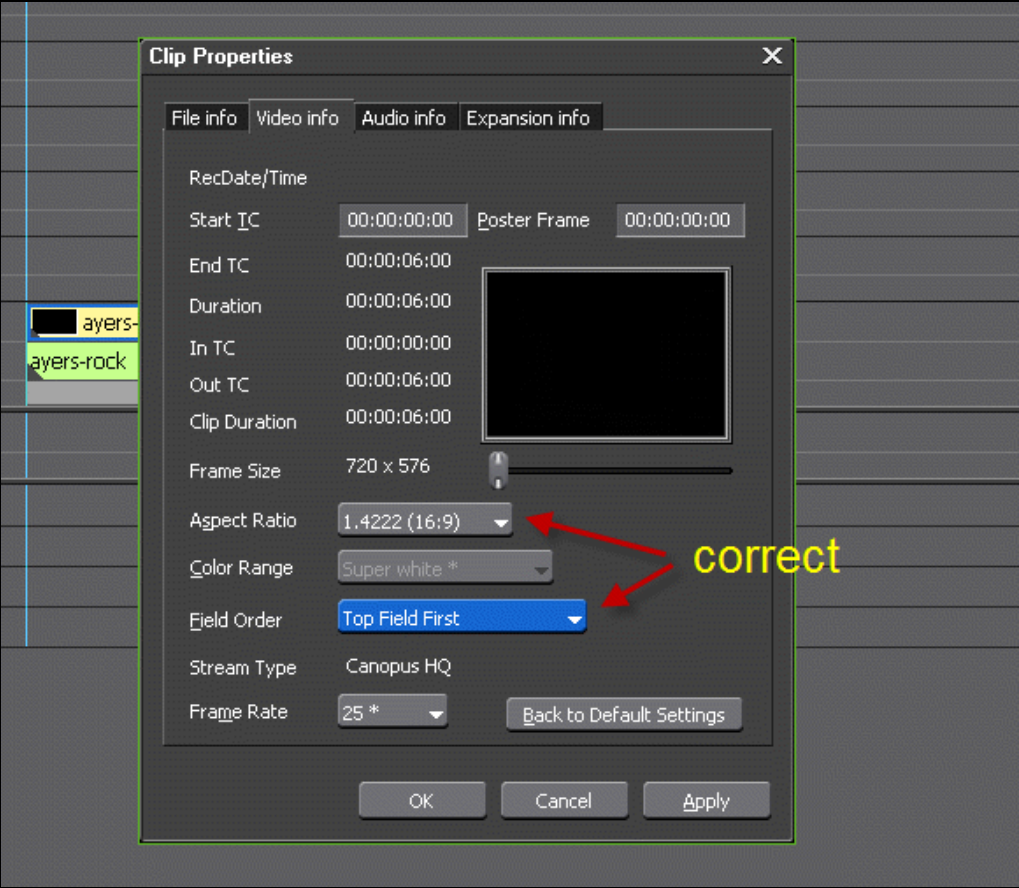 Clip Properties
File info Video info Audio info Expansion info
RecDate/Time
Start TC 00:00:00:00 Poster Frame 00:00:00:00
End TC 00:00:06:00
Duration 00:00:06:00
In TC 00:00:00:00
Out TC 00:00:06:00
Clip Duration 00:00:06:00
Frame Size 720 x 576
Aspect Ratio 1.4222 (16:9)
correct
Color Range Super white *
Field Order Top Field First
Stream Type Canopus HQ
Frame Rate 25 *
Back to Default Settings
OK Cancel Apply
ayers-
ayers-rock